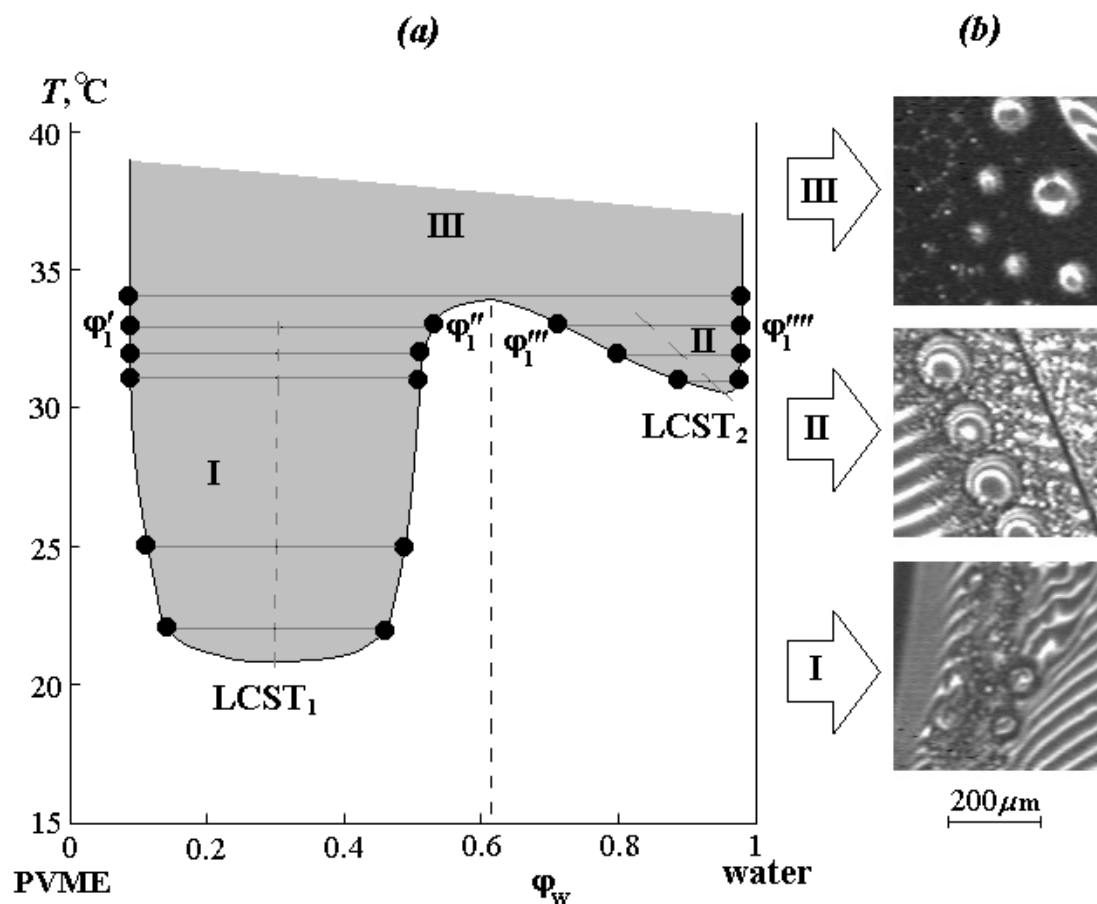 (a)
(b)
T, °C
40
35
30
25
20
15
0
0.2
0.4
0.6
0.8
1
PVME
φw
water
III
I
II
φ₁′
φ₁″
φ₁‴
φ₁⁗
LCST₁
LCST₂
III
II
I
200μm